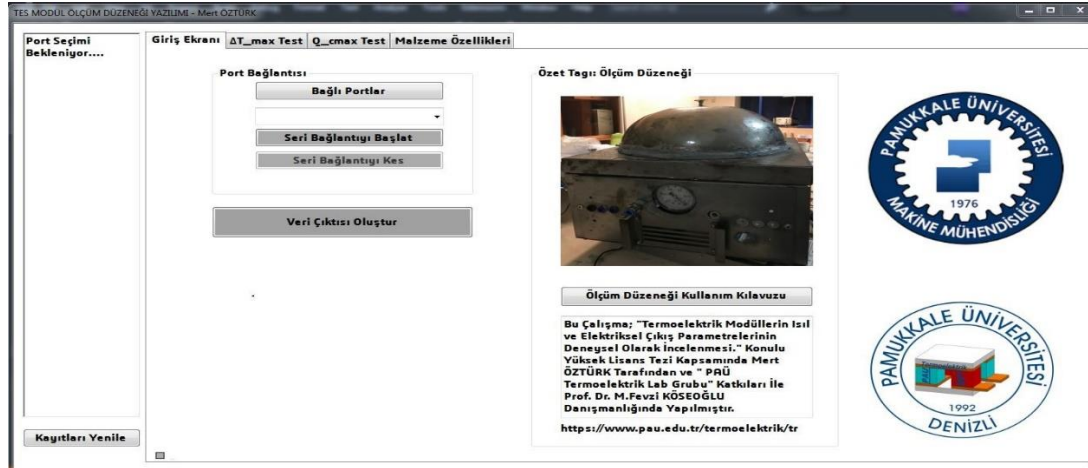 TES MODUL ÖLÇÜM DÜZENEĞİ YAZILIMI - Mert ÖZTÜRK
Port Seçimi
Bekleniyor....
Kayıtları Yenile
Giriş Ekranı
ΔT_max Test
Q_cmax Test
Malzeme Özellikleri
Port Bağlantısı
Bağlı Portlar
Seri Bağlantıyı Başlat
Seri Bağlantıyı Kes
Veri Çıktısı Oluştur
Özet Tagı: Ölçüm Düzeneği
Ölçüm Düzeneği Kullanım Kılavuzu
Bu Çalışma; "Termoelektrik Modüllerin Isıl
ve Elektriksel Çıkış Parametrelerinin
Deneysel Olarak İncelenmesi." Konulu
Yüksek Lisans Tezi Kapsamında Mert
ÖZTÜRK Tarafından ve " PAÜ
Termoelektrik Lab Grubu" Katkıları İle
Prof. Dr. M.Fevzi KÖSEOĞLU
Danışmanlığında Yapılmıştır.
https://www.pau.edu.tr/termoelektrik/tr
PAMUKKALE ÜNİVERSİTESİ
1976
MAKİNE MÜHENDİSLİĞİ
PAMUKKALE ÜNİVERSİTESİ
Termoelektrik
PAÜ
1992
DENİZLİ